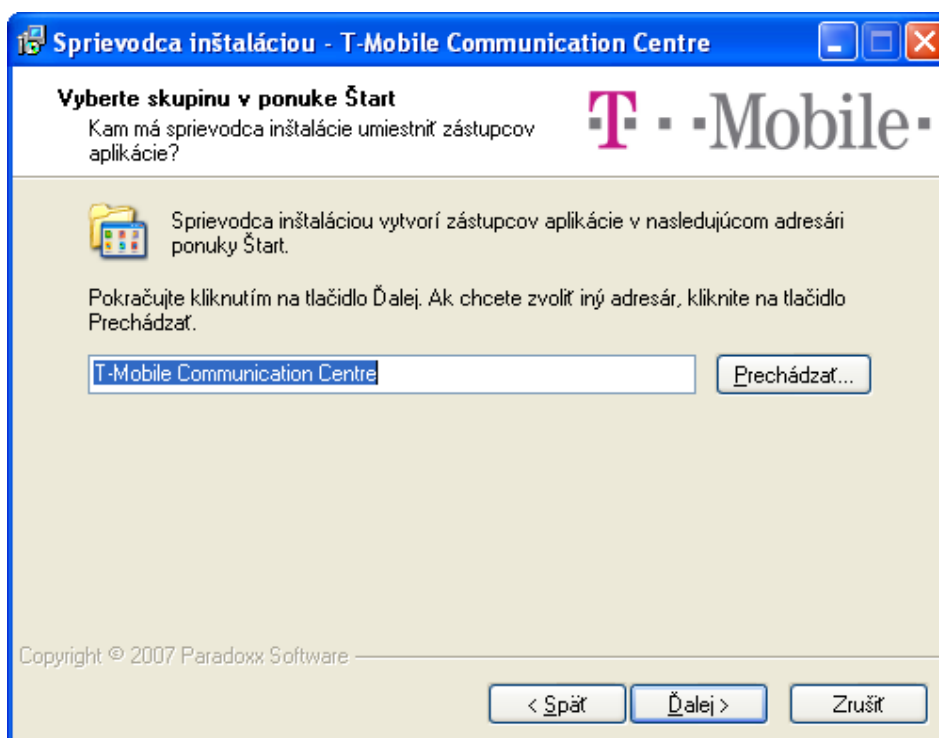 Sprievodca inštaláciou - T-Mobile Communication Centre
Vyberte skupinu v ponuke Štart
Kam má sprievodca inštalácie umiestniť zástupcov
aplikácie?
T · · Mobile ·
Sprievodca inštaláciou vytvorí zástupcov aplikácie v nasledujúcom adresári
ponuky Štart.
Pokračujte kliknutím na tlačidlo Ďalej. Ak chcete zvoliť iný adresár, kliknite na tlačidlo
Prechádzať.
T-Mobile Communication Centre
Prechádzať...
Copyright © 2007 Paradoxx Software
< Späť
Ďalej >
Zrušiť